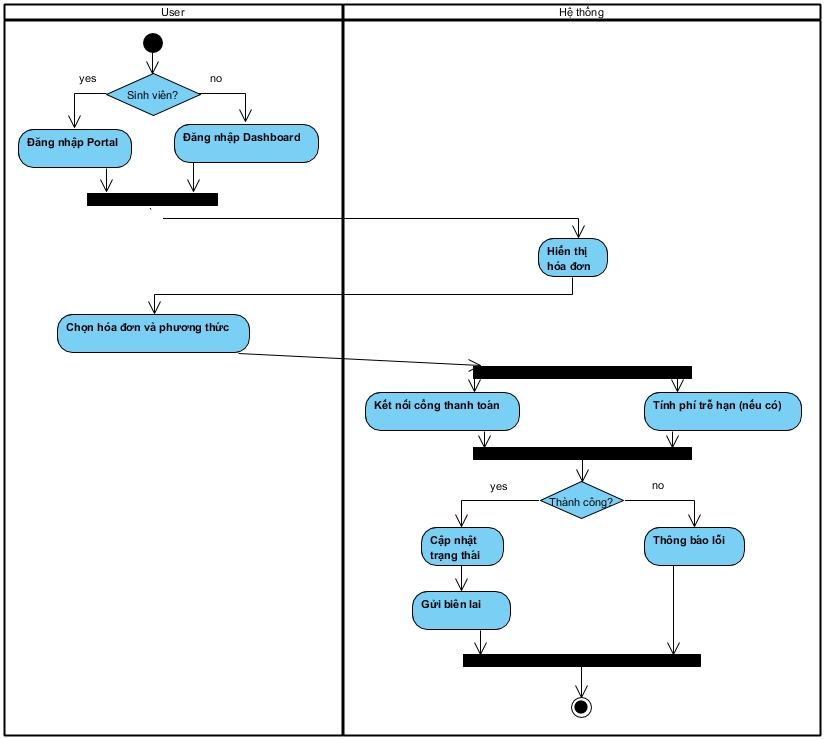 User
Hệ thống
yes
no
Sinh viên?
Đăng nhập Portal
Đăng nhập Dashboard
Hiển thị
hóa đơn
Chọn hóa đơn và phương thức
Kết nối cổng thanh toán
Tính phí trễ hạn (nếu có)
yes
no
Thành công?
Cập nhật
trạng thái
Thông báo lỗi
Gửi biên lai